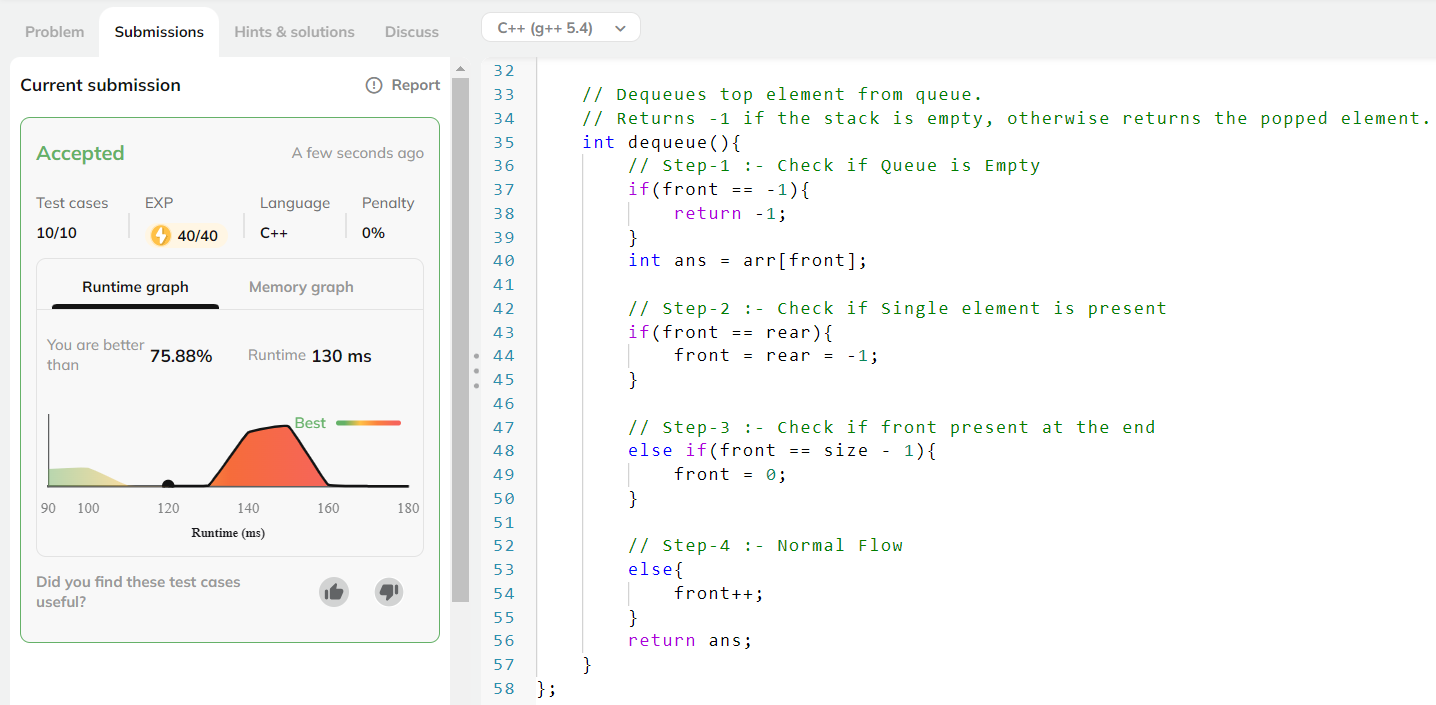 Problem
Submissions
Hints & solutions
Discuss
C++ (g++ 5.4)
Current submission
Report
Accepted
A few seconds ago
Test cases
EXP
Language
Penalty
10/10
40/40
C++
0%
Runtime graph
Memory graph
You are better
than
75.88%
Runtime 130 ms
Best
90 100 120 140 160 180
Runtime (ms)
Did you find these test cases
useful?
32
33 // Dequeues top element from queue.
34 // Returns -1 if the stack is empty, otherwise returns the popped element.
35 int dequeue(){
36 // Step-1 :- Check if Queue is Empty
37 if(front == -1){
38 return -1;
39 }
40 int ans = arr[front];
41
42 // Step-2 :- Check if Single element is present
43 if(front == rear){
44 front = rear = -1;
45 }
46
47 // Step-3 :- Check if front present at the end
48 else if(front == size - 1){
49 front = 0;
50 }
51
52 // Step-4 :- Normal Flow
53 else{
54 front++;
55 }
56 return ans;
57 }
58 };